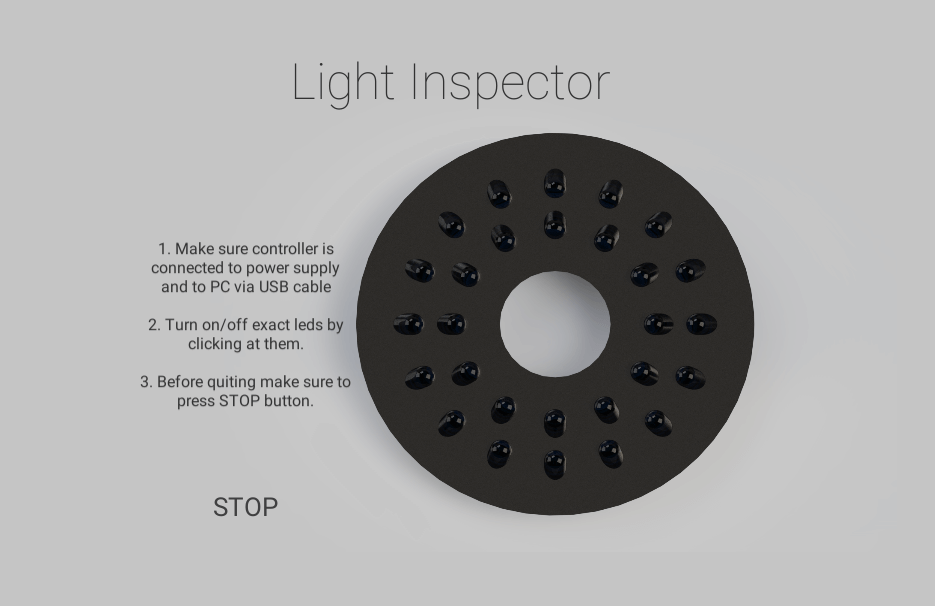 Light Inspector
1. Make sure controller is
connected to power supply
and to PC via USB cable
2. Turn on/off exact leds by
clicking at them.
3. Before quiting make sure to
press STOP button.
STOP